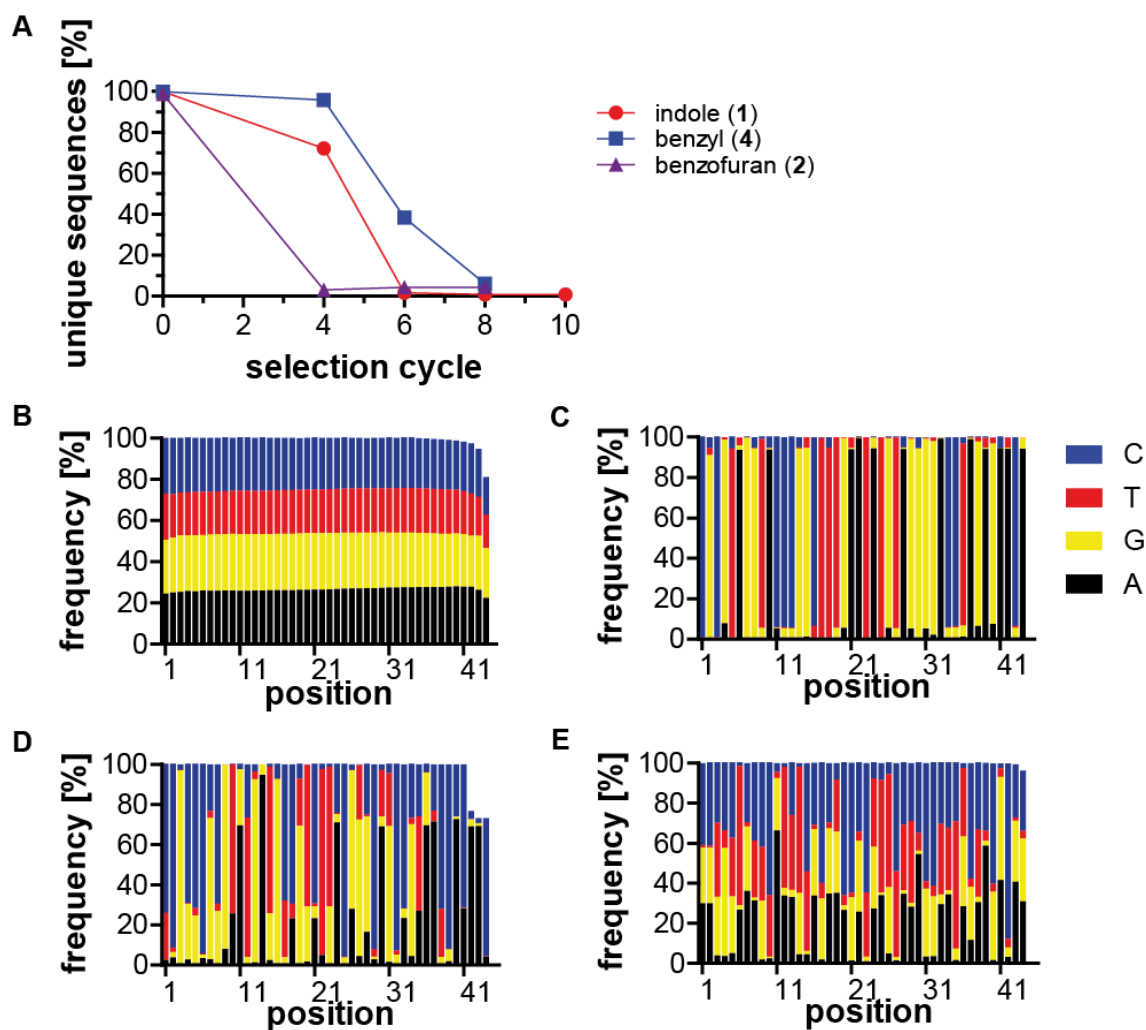 A
unique sequences [%]
100
80
60
40
20
0
0 2 4 6 8 10
selection cycle
indole (1)
benzyl (4)
benzofuran (2)
B
frequency [%]
100
80
60
40
20
0
1 11 21 31 41
position
C
frequency [%]
100
80
60
40
20
0
1 11 21 31 41
position
C
T
G
A
D
frequency [%]
100
80
60
40
20
0
1 11 21 31 41
position
E
frequency [%]
100
80
60
40
20
0
1 11 21 31 41
position